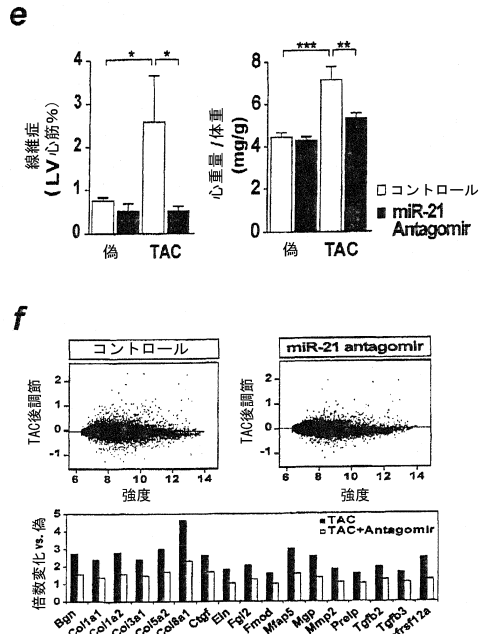 e
* *
*** **
線維症
(LV心筋%)
4
3
2
1
0
偽 TAC
心重量/体重
(mg/g)
8
6
4
2
0
偽 TAC
コントロール
miR-21
Antagomir
f
コントロール
miR-21 antagomir
TAC後調節
2
1
0
-1
6 8 10 12 14
強度
TAC後調節
2
1
0
-1
6 8 10 12 14
強度
倍数変化 vs. 偽
5
4
3
2
1
0
TAC
TAC+Antagomir
Bgn
Col1a1
Col1a2
Col3a1
Col5a2
Col8a1
Ctgf
Eln
Fgl2
Fmod
Mfap5
Mgp
Mmp2
Prelp
Tgfb2
Tgfb3